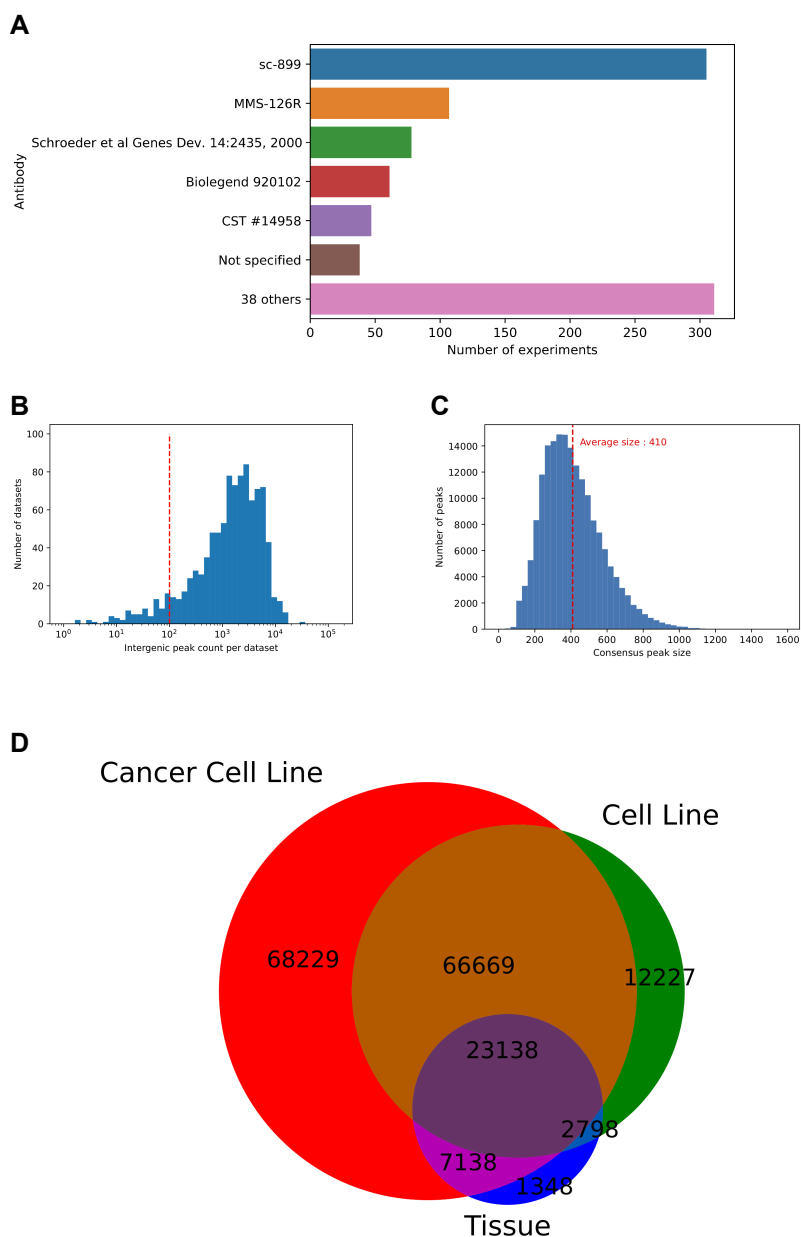 A
Antibody
sc-899
MMS-126R
Schroeder et al Genes Dev. 14:2435, 2000
Biolegend 920102
CST #14958
Not specified
38 others
0 50 100 150 200 250 300
Number of experiments
B
Number of datasets
100
80
60
40
20
0
10^0 10^1 10^2 10^3 10^4 10^5
Intergenic peak count per dataset
C
Number of peaks
14000
12000
10000
8000
6000
4000
2000
0
Average size : 410
0 200 400 600 800 1000 1200 1400 1600
Consensus peak size
D
Cancer Cell Line
Cell Line
68229
66669
12227
23138
2798
7138
1348
Tissue